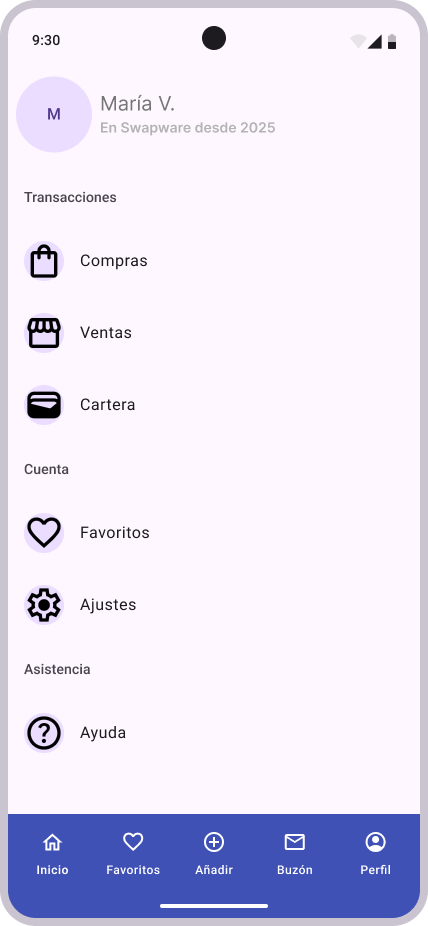 9:30
M
María V.
En Swapware desde 2025
Transacciones
Compras
Ventas
Cartera
Cuenta
Favoritos
Ajustes
Asistencia
Ayuda
Inicio Favoritos Añadir Buzón Perfil